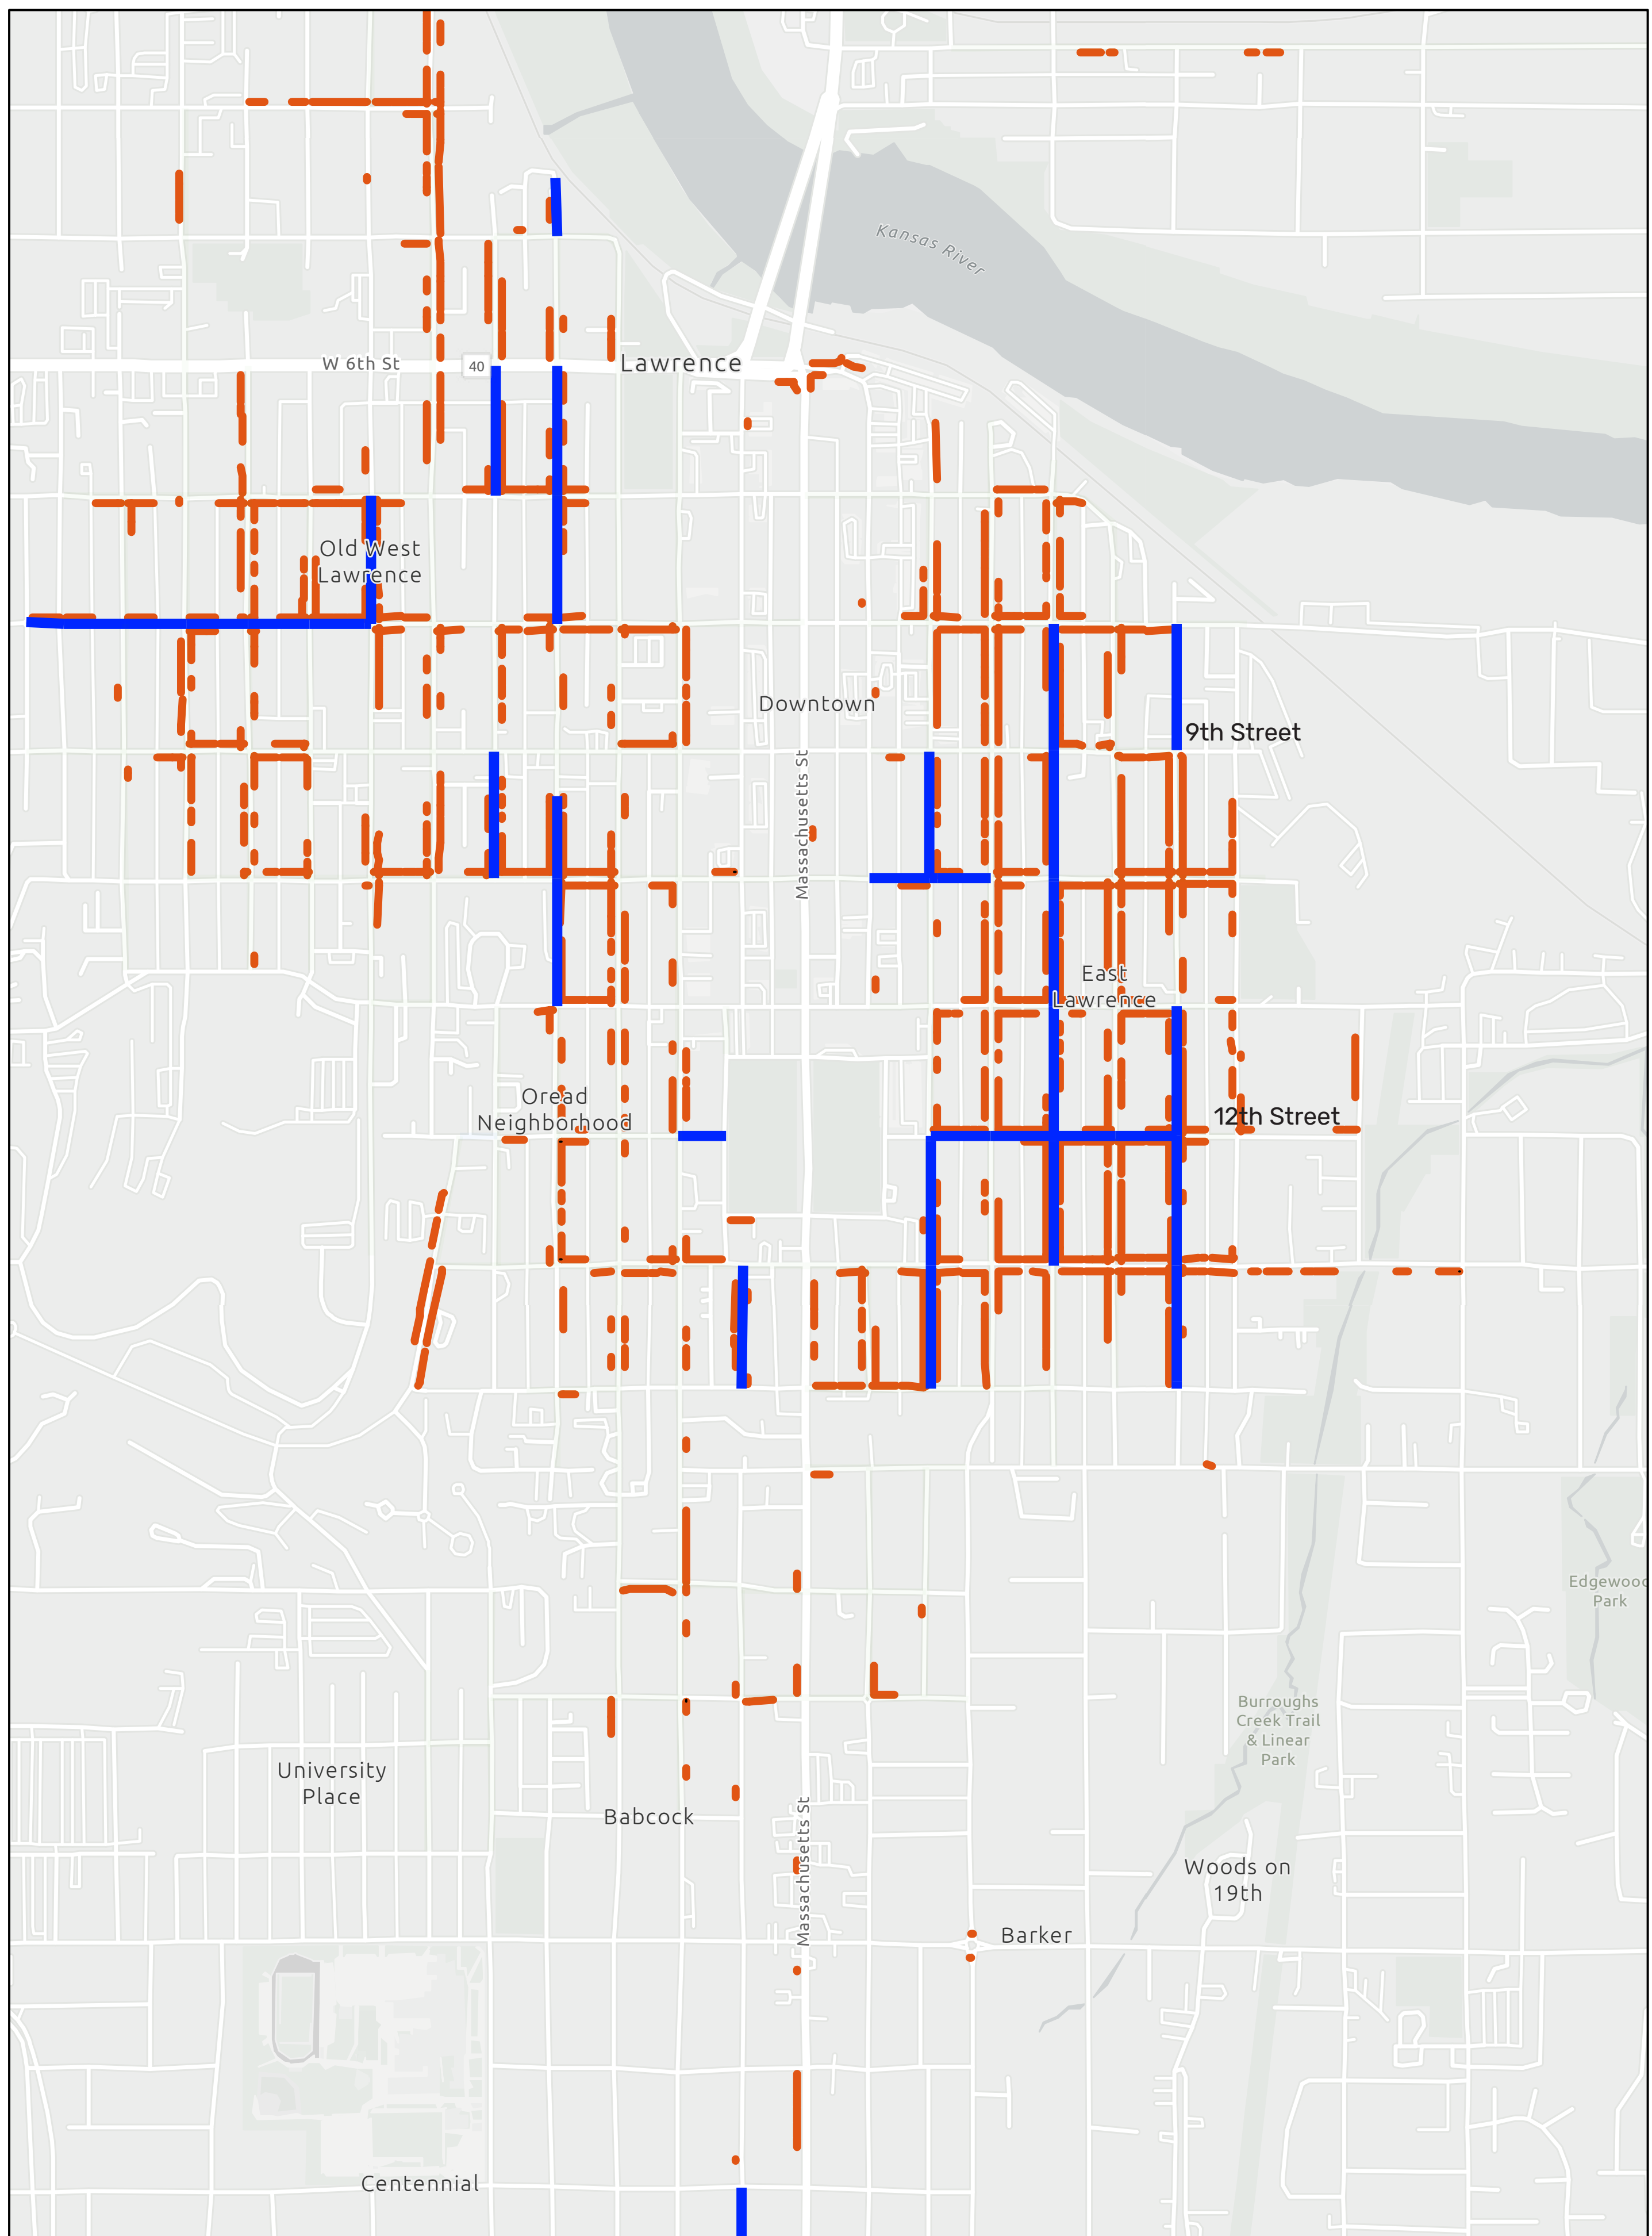 Kansas River
W 6th St
40
Lawrence
Old West
Lawrence
Downtown
9th Street
Massachusetts St
East
Lawrence
Oread
Neighborhood
12th Street
Edgewood
Park
Burroughs
Creek Trail
& Linear
Park
University
Place
Babcock
Massachusetts St
Woods on
19th
Barker
Centennial